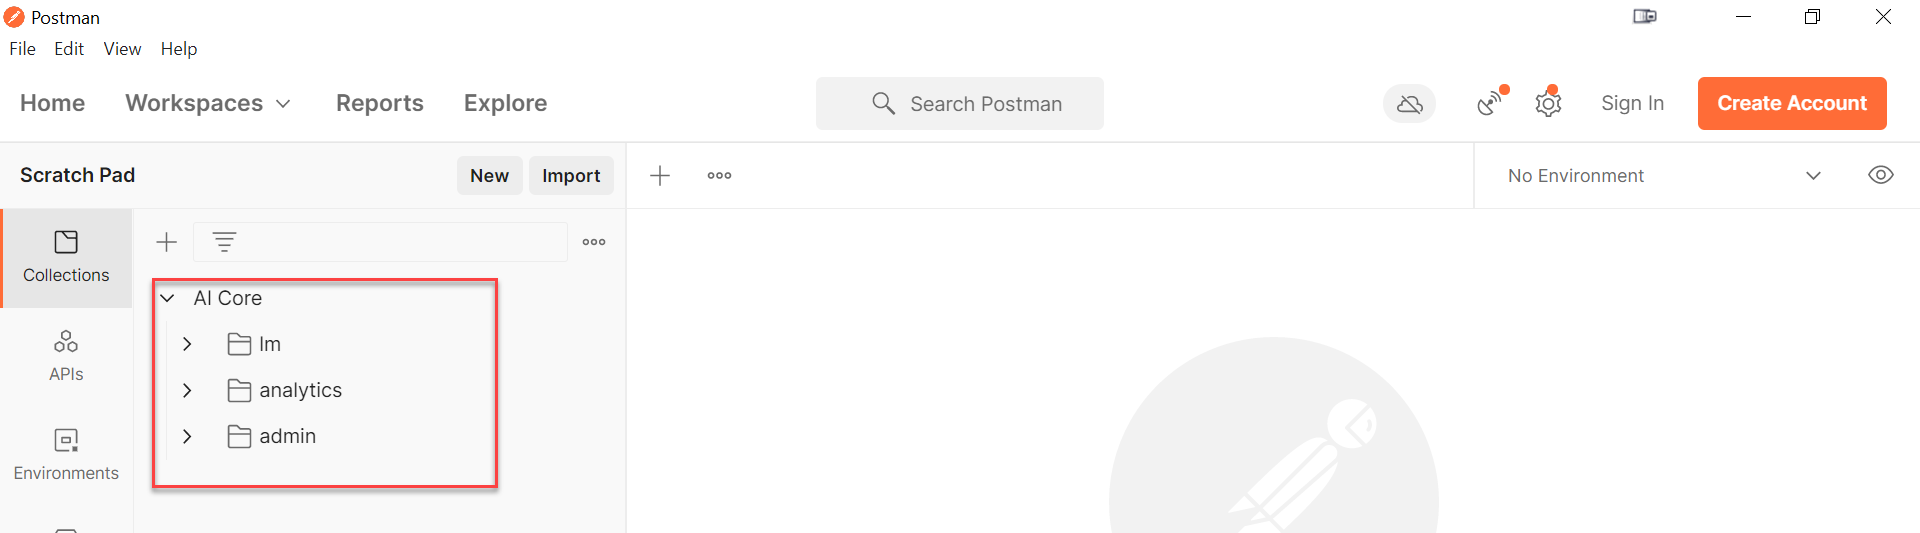 Postman
File Edit View Help
Home Workspaces Reports Explore Search Postman Sign In Create Account
Scratch Pad New Import No Environment
Collections
APIs
Environments
AI Core
lm
analytics
admin